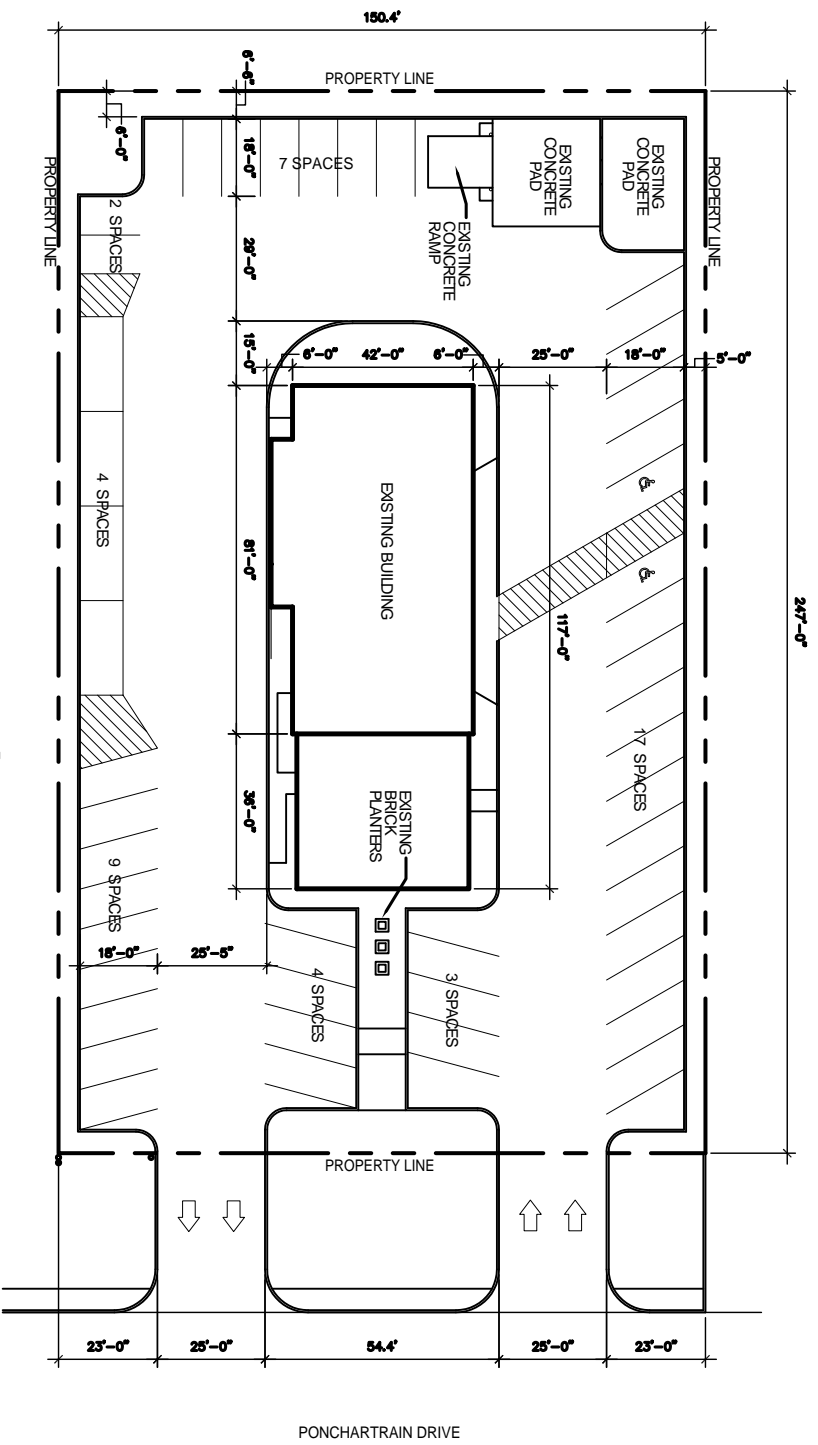 150.4'
6'-6"
PROPERTY LINE
6'-0"
18'-0"
7 SPACES
EXISTING
CONCRETE
PAD
EXISTING
CONCRETE
PAD
PROPERTY LINE
PROPERTY LINE
2 SPACES
EXISTING
CONCRETE
RAMP
29'-0"
15'-0"
6'-0"
42'-0"
6'-0"
25'-0"
18'-0"
5'-0"
4 SPACES
EXISTING BUILDING
81'-0"
117'-0"
247'-0"
17 SPACES
36'-0"
EXISTING
BRICK
PLANTERS
9 SPACES
18'-0"
25'-5"
4 SPACES
3 SPACES
PROPERTY LINE
23'-0"
25'-0"
54.4'
25'-0"
23'-0"
PONCHARTRAIN DRIVE